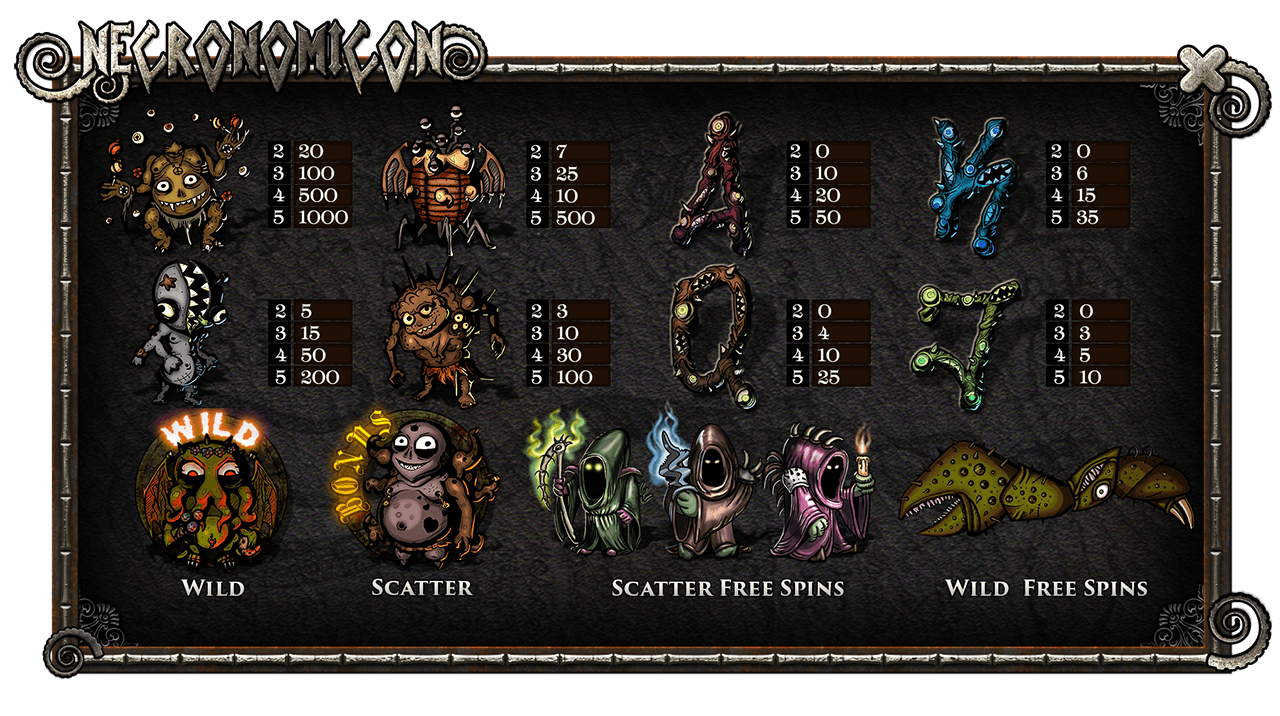 NECRONOMICON
2 20
3 100
4 500
5 1000
2 7
3 25
4 10
5 500
A
2 0
3 10
4 20
5 50
K
2 0
3 6
4 15
5 35
2 5
3 15
4 50
5 200
2 3
3 10
4 30
5 100
Q
2 0
3 4
4 10
5 25
J
2 0
3 3
4 5
5 10
WILD
BONVS
WILD
SCATTER
SCATTER FREE SPINS
WILD FREE SPINS